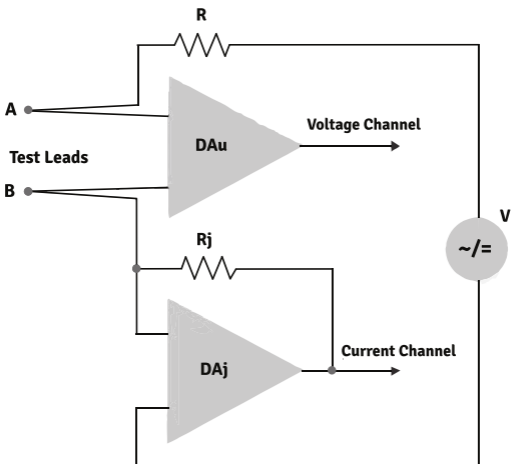 R
A
Voltage Channel
DAu
Test Leads
B
V
Rj
~/=
Current Channel
DAj